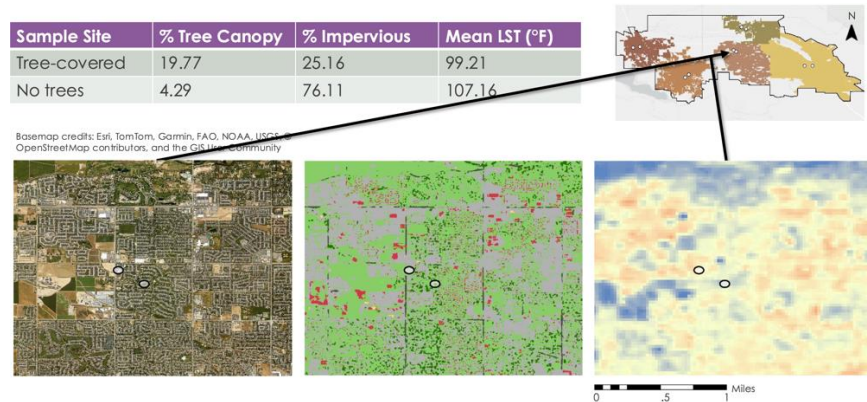 Sample Site % Tree Canopy % Impervious Mean LST (°F)
Tree-covered 19.77 25.16 99.21
No trees 4.29 76.11 107.16
N
Basemap credits: Esri, TomTom, Garmin, FAO, NOAA, USGS, ©
OpenStreetMap contributors, and the GIS User Community
Miles
0 .5 1